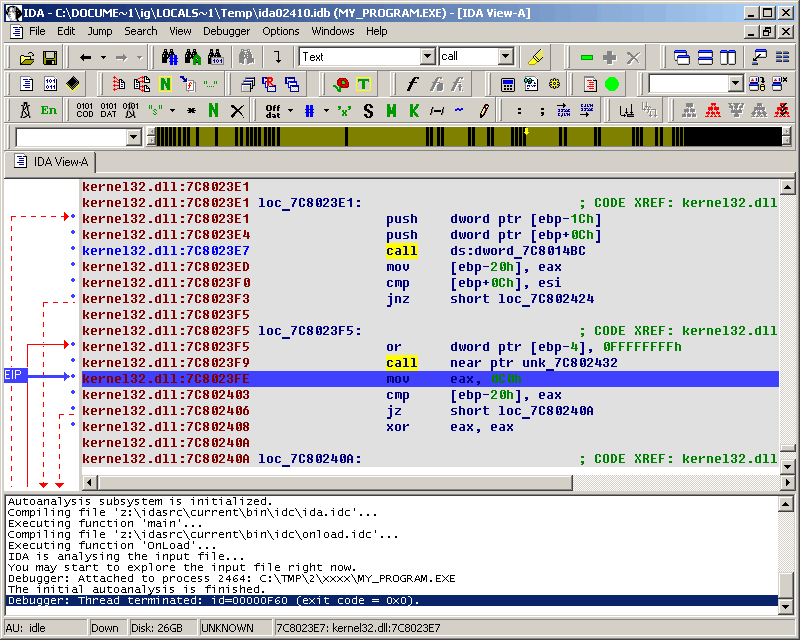 IDA - C:\DOCUME~1\ig\LOCALS~1\Temp\ida02410.idb (MY_PROGRAM.EXE) - [IDA View-A]
File Edit Jump Search View Debugger Options Windows Help
Text call
En
0101 COD 0101 DAT "s" * N X Off dat # 'x' S M K
IDA View-A
kernel32.dll:7C8023E1
kernel32.dll:7C8023E1 loc_7C8023E1: ; CODE XREF: kernel32.dll
kernel32.dll:7C8023E1 push dword ptr [ebp-1Ch]
kernel32.dll:7C8023E4 push dword ptr [ebp+0Ch]
kernel32.dll:7C8023E7 call ds:dword_7C8014BC
kernel32.dll:7C8023ED mov [ebp-20h], eax
kernel32.dll:7C8023F0 cmp [ebp+0Ch], esi
kernel32.dll:7C8023F3 jnz short loc_7C802424
kernel32.dll:7C8023F5
kernel32.dll:7C8023F5 loc_7C8023F5: ; CODE XREF: kernel32.dll
kernel32.dll:7C8023F5 or dword ptr [ebp-4], 0FFFFFFFFh
kernel32.dll:7C8023F9 call near ptr unk_7C802432
EIP kernel32.dll:7C8023FE mov eax, 0C0h
kernel32.dll:7C802403 cmp [ebp-20h], eax
kernel32.dll:7C802406 jz short loc_7C80240A
kernel32.dll:7C802408 xor eax, eax
kernel32.dll:7C80240A
kernel32.dll:7C80240A loc_7C80240A: ; CODE XREF: kernel32.dll
Autoanalysis subsystem is initialized.
Compiling file 'z:\idasrc\current\bin\idc\ida.idc'...
Executing function 'main'...
Compiling file 'z:\idasrc\current\bin\idc\onload.idc'...
Executing function 'OnLoad'...
IDA is analysing the input file...
You may start to explore the input file right now.
Debugger: Attached to process 2464: C:\TMP\2\xxxx\MY_PROGRAM.EXE
The initial autoanalysis is finished.
Debugger: Thread terminated: id=00000F60 (exit code = 0x0).
AU: idle Down Disk: 26GB UNKNOWN 7C8023E7: kernel32.dll:7C8023E7